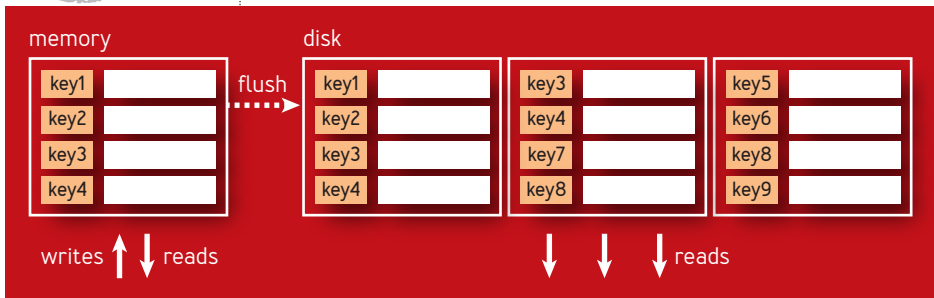 memory
disk
key1
key2
key3
key4
flush
key1
key2
key3
key4
key3
key4
key7
key8
key5
key6
key8
key9
writes
reads
reads